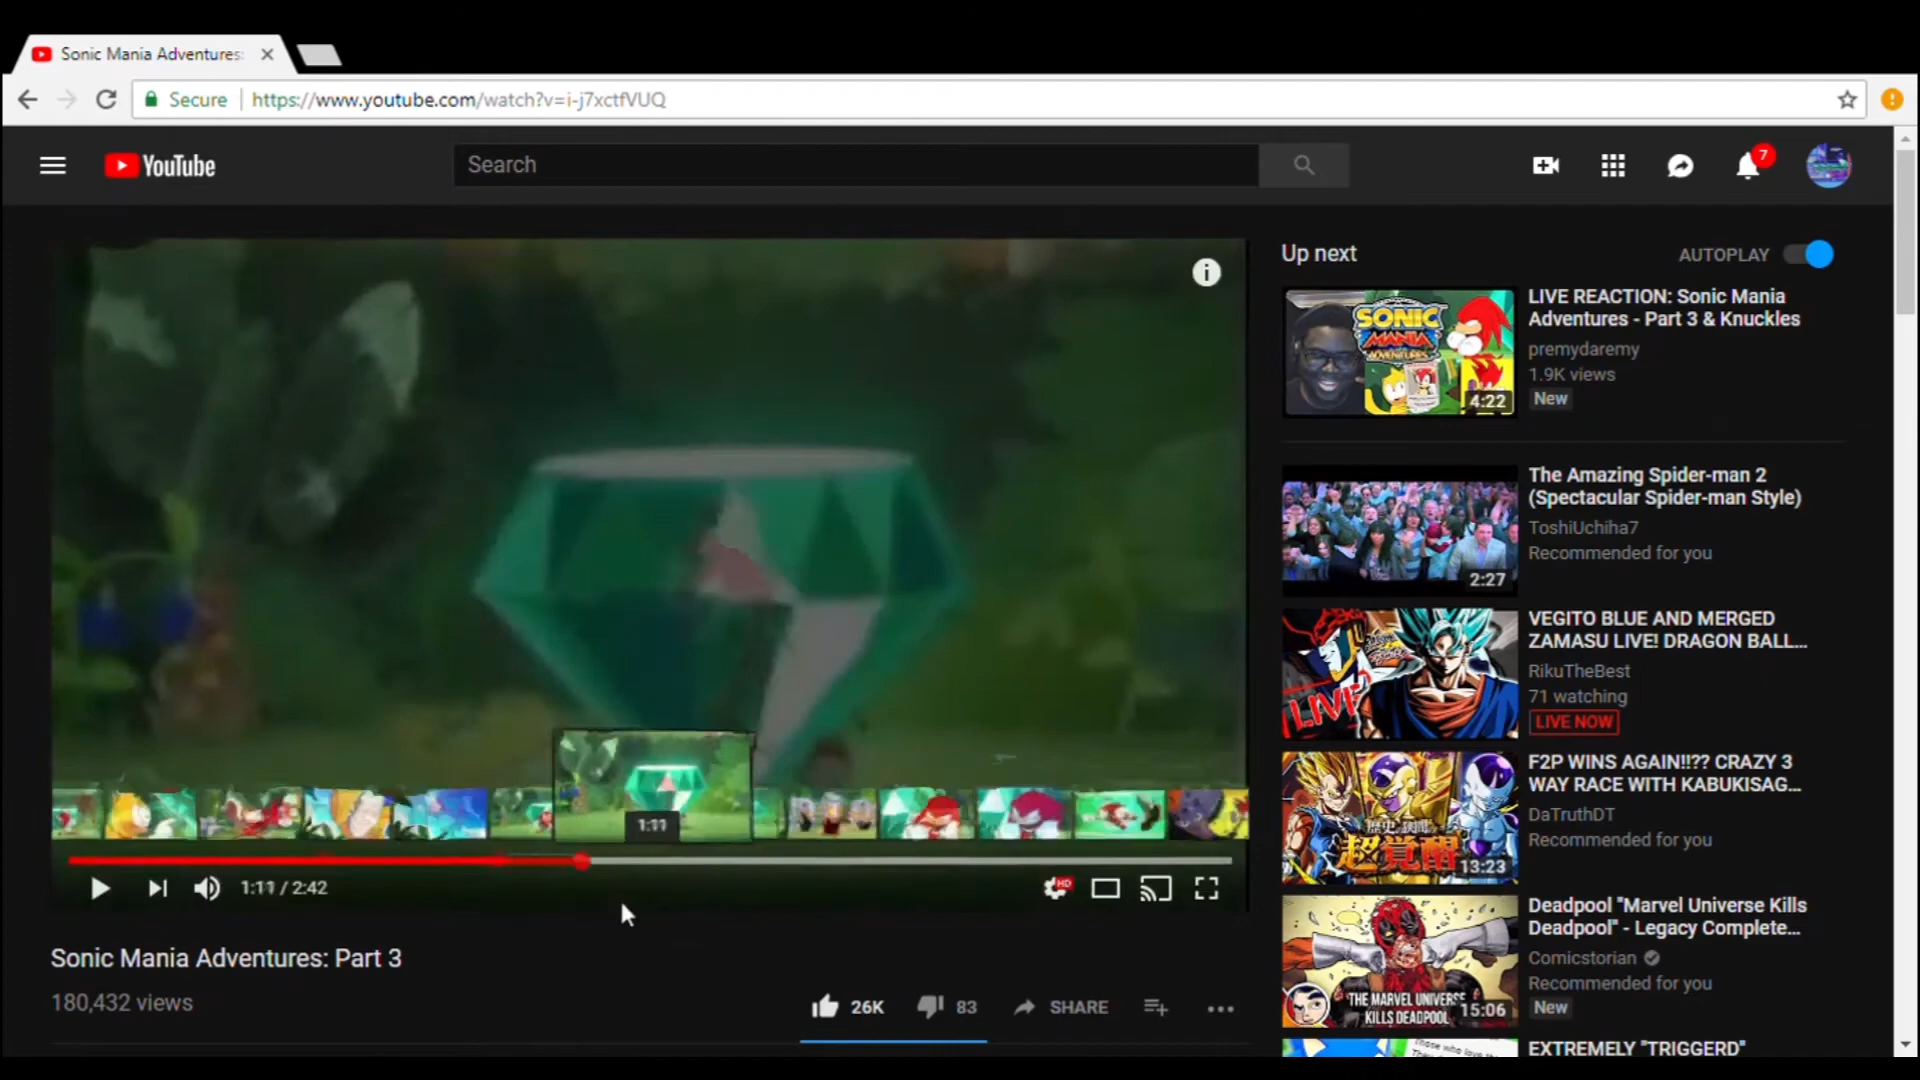 Sonic Mania Adventures:
Secure
https://www.youtube.com/watch?v=i-j7xctfVUQ
YouTube
Search
7
Up next
AUTOPLAY
SONIC
MANIA
ADVENTURES
4:22
LIVE REACTION: Sonic Mania
Adventures - Part 3 & Knuckles
premydaremy
1.9K views
New
2:27
The Amazing Spider-man 2
(Spectacular Spider-man Style)
ToshiUchiha7
Recommended for you
LIVE
VEGITO BLUE AND MERGED
ZAMASU LIVE! DRAGON BALL...
RikuTheBest
71 watching
LIVE NOW
超覚醒
13:23
F2P WINS AGAIN!!?? CRAZY 3
WAY RACE WITH KABUKISAG...
DaTruthDT
Recommended for you
1:11
HD
1:11 / 2:42
Sonic Mania Adventures: Part 3
180,432 views
26K
83
SHARE
THE MARVEL UNIVERSE
KILLS DEADPOOL
15:06
Deadpool "Marvel Universe Kills
Deadpool" - Legacy Complete...
Comicstorian
Recommended for you
New
EXTREMELY "TRIGGERD"